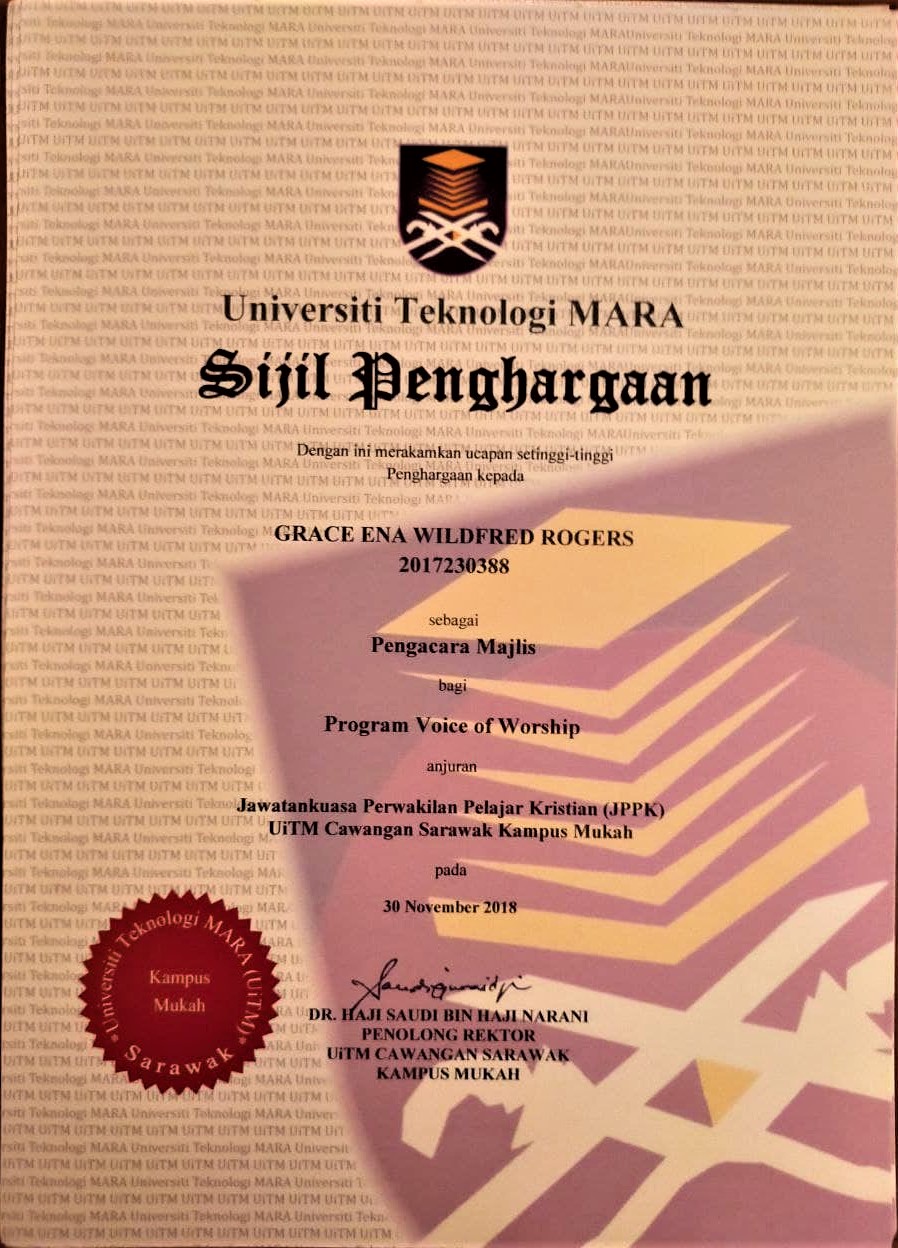 Universiti Teknologi MARA
Sijil Penghargaan
Dengan ini merakamkan ucapan setinggi-tinggi
Penghargaan kepada
GRACE ENA WILDFRED ROGERS
2017230388
sebagai
Pengacara Majlis
bagi
Program Voice of Worship
anjuran
Jawatankuasa Perwakilan Pelajar Kristian (JPPK)
UiTM Cawangan Sarawak Kampus Mukah
pada
30 November 2018
DR. HAJI SAUDI BIN HAJI NARANI
PENOLONG REKTOR
UiTM CAWANGAN SARAWAK
KAMPUS MUKAH
* Universiti Teknologi MARA (UiTM) *
Kampus
Mukah
Sarawak